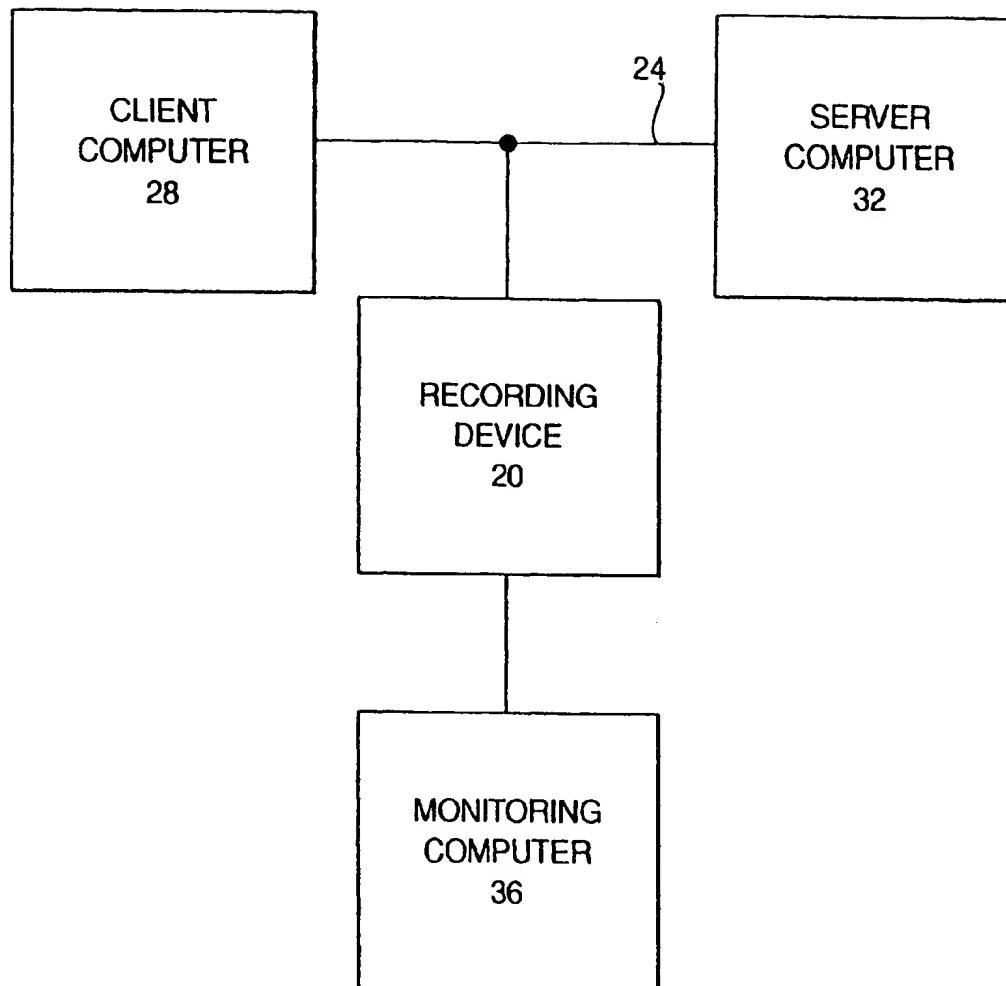 CLIENT
COMPUTER
28
24
SERVER
COMPUTER
32
RECORDING
DEVICE
20
MONITORING
COMPUTER
36